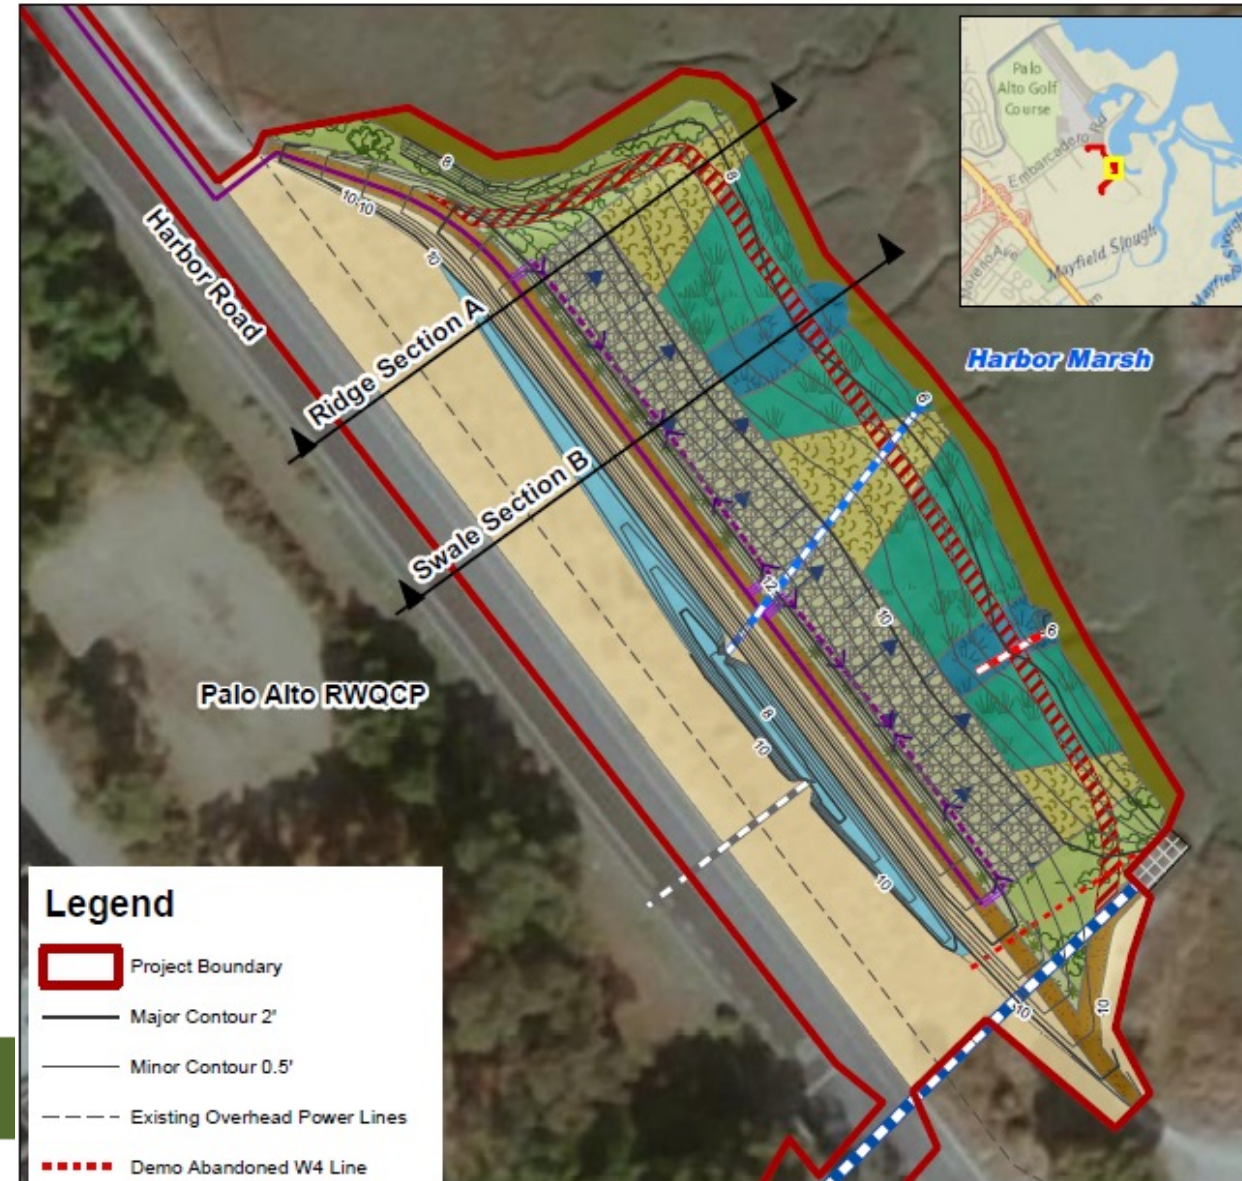 Palo
Alto Golf
Course
Embarcadero Rd
Mayfield Slough
Harbor Marsh
Harbor Road
Ridge Section A
Swale Section B
Palo Alto RWQCP
8
8
10
10
10
6
12
10
6
8
10
10
10
10
Legend
Project Boundary
Major Contour 2'
Minor Contour 0.5'
Existing Overhead Power Lines
Demo Abandoned W4 Line